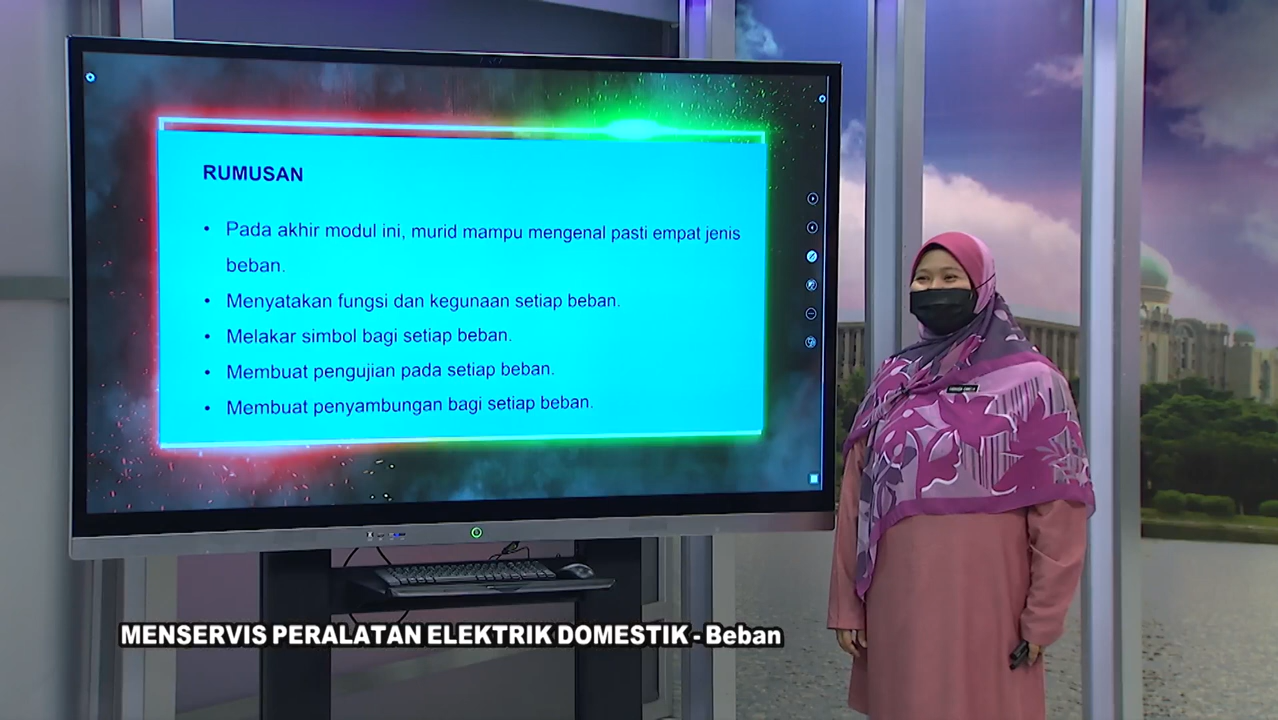 RUMUSAN
• Pada akhir modul ini, murid mampu mengenal pasti empat jenis
beban.
• Menyatakan fungsi dan kegunaan setiap beban.
• Melakar simbol bagi setiap beban.
• Membuat pengujian pada setiap beban.
• Membuat penyambungan bagi setiap beban.
MENSERVIS PERALATAN ELEKTRIK DOMESTIK - Beban